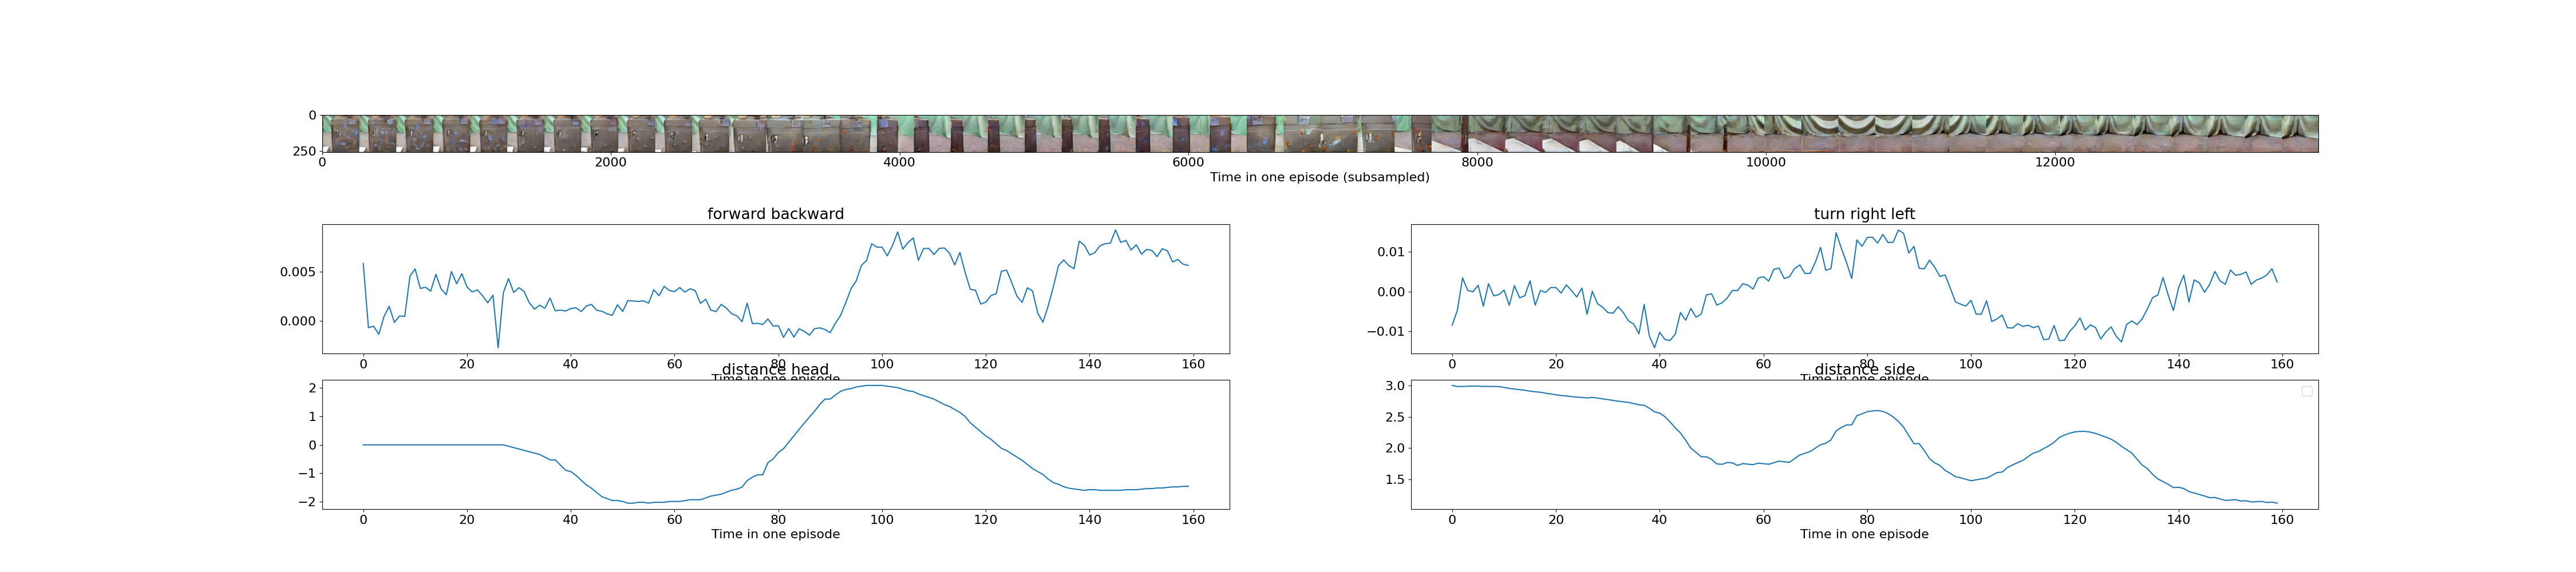 0
250
0 2000 4000 6000 8000 10000 12000
Time in one episode (subsampled)
forward backward
0.005
0.000
0 20 40 60 80 100 120 140 160
Time in one episode
turn right left
0.01
0.00
−0.01
0 20 40 60 80 100 120 140 160
Time in one episode
distance head
2
1
0
−1
−2
0 20 40 60 80 100 120 140 160
Time in one episode
distance side
3.0
2.5
2.0
1.5
0 20 40 60 80 100 120 140 160
Time in one episode